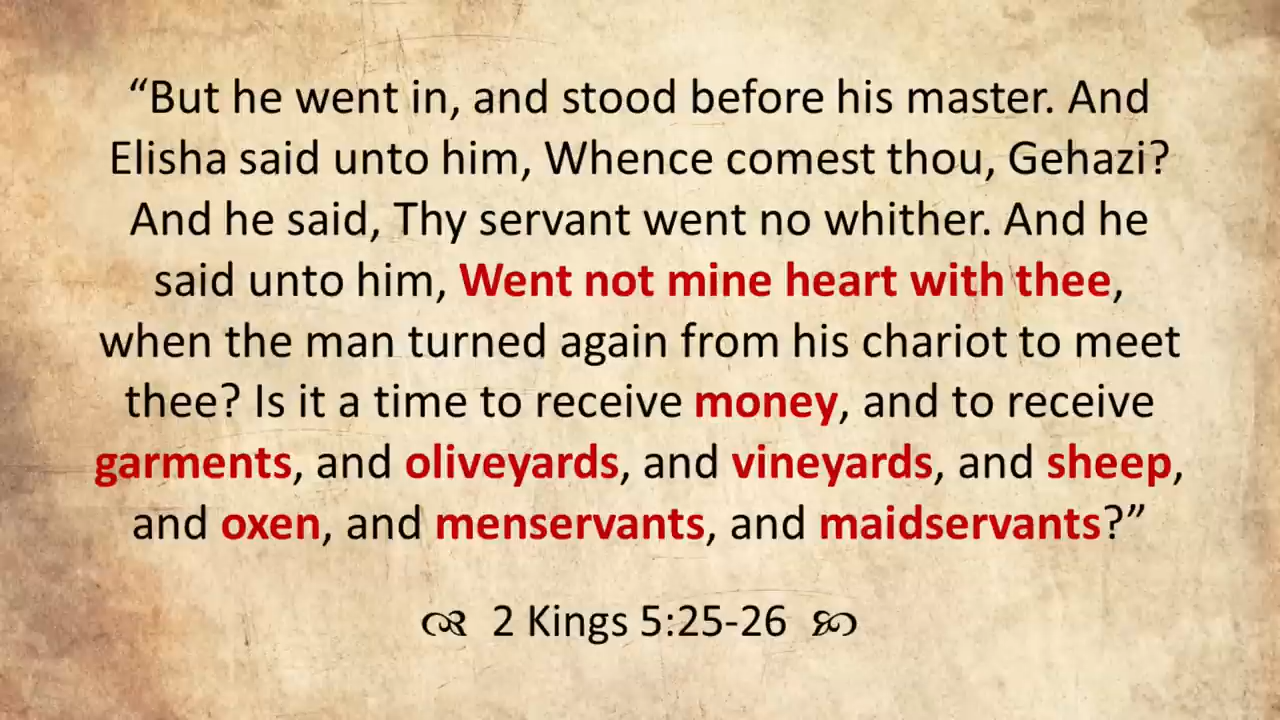 “But he went in, and stood before his master. And
Elisha said unto him, Whence comest thou, Gehazi?
And he said, Thy servant went no whither. And he
said unto him, Went not mine heart with thee,
when the man turned again from his chariot to meet
thee? Is it a time to receive money, and to receive
garments, and oliveyards, and vineyards, and sheep,
and oxen, and menservants, and maidservants?”
2 Kings 5:25-26